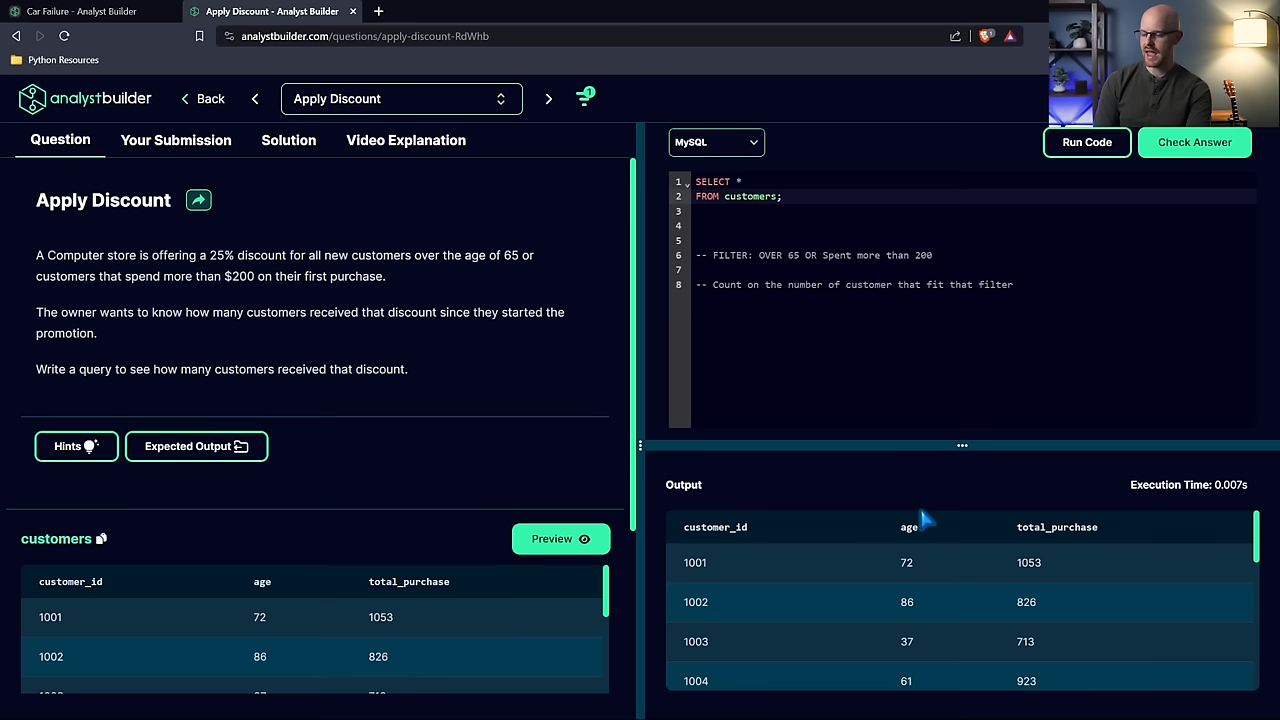 Car Failure - Analyst Builder
Apply Discount - Analyst Builder
analystbuilder.com/questions/apply-discount-RdWhb
Python Resources
analystbuilder
Back
Apply Discount
1
Question
Your Submission
Solution
Video Explanation
MySQL
Run Code
Check Answer
Apply Discount
A Computer store is offering a 25% discount for all new customers over the age of 65 or
customers that spend more than $200 on their first purchase.
The owner wants to know how many customers received that discount since they started the
promotion.
Write a query to see how many customers received that discount.
Hints
Expected Output
customers
Preview
customer_id age total_purchase
1001 72 1053
1002 86 826
1 SELECT *
2 FROM customers;
3
4
5
6 -- FILTER: OVER 65 OR Spent more than 200
7
8 -- Count on the number of customer that fit that filter
Output
Execution Time: 0.007s
customer_id age total_purchase
1001 72 1053
1002 86 826
1003 37 713
1004 61 923